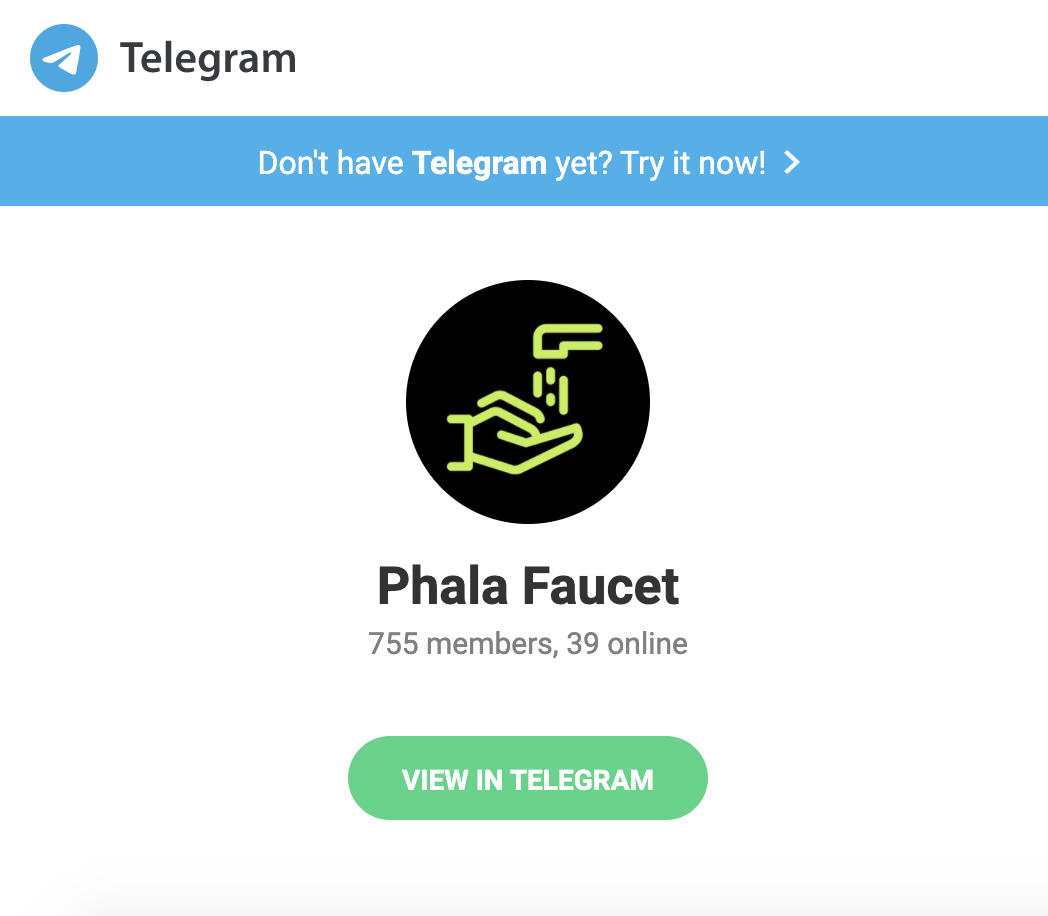 Telegram
Don't have Telegram yet? Try it now!
Phala Faucet
755 members, 39 online
VIEW IN TELEGRAM